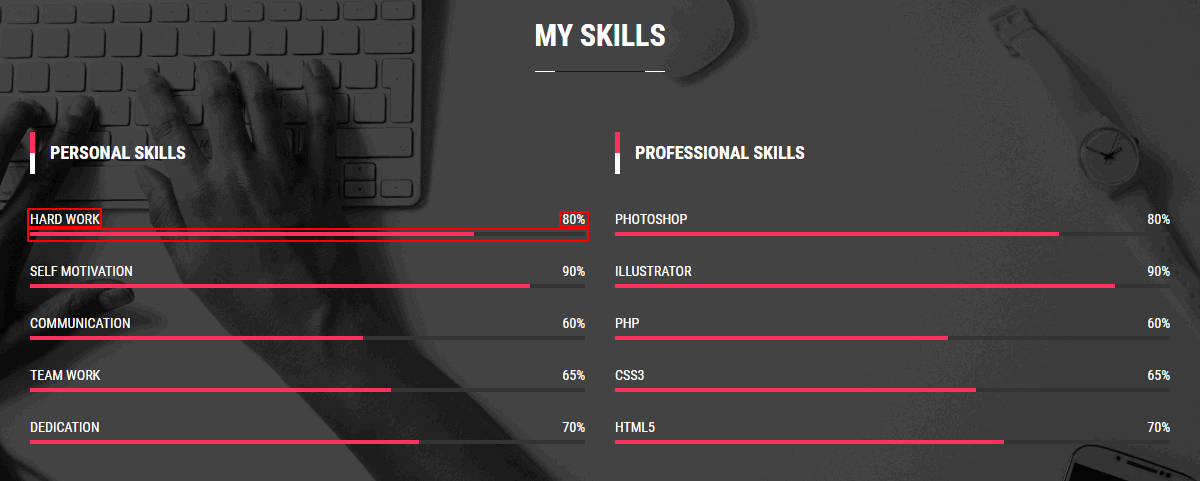 MY SKILLS
PERSONAL SKILLS
HARD WORK 80%
SELF MOTIVATION 90%
COMMUNICATION 60%
TEAM WORK 65%
DEDICATION 70%
PROFESSIONAL SKILLS
PHOTOSHOP 80%
ILLUSTRATOR 90%
PHP 60%
CSS3 65%
HTML5 70%